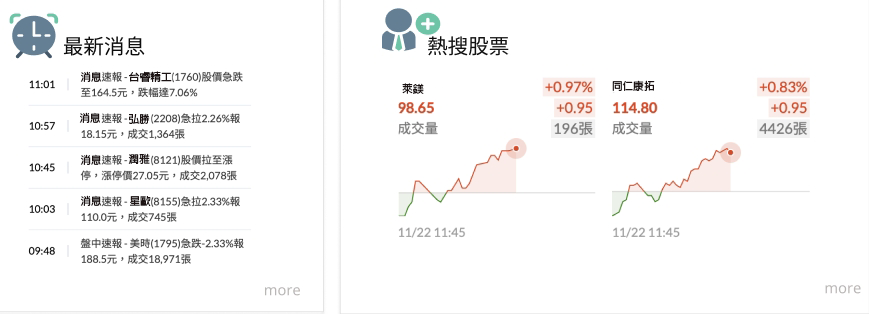 最新消息
11:01
消息速報 - 台睿精工(1760)股價急跌
至164.5元，跌幅達7.06%
10:57
消息速報 - 弘勝(2208)急拉2.26%報
18.15元，成交1,364張
10:45
消息速報 - 潤雅(8121)股價拉至漲
停，漲停價27.05元，成交2,078張
10:03
消息速報 - 星歐(8155)急拉2.33%報
110.0元，成交745張
09:48
盤中速報 - 美時(1795)急跌-2.33%報
188.5元，成交18,971張
more
熱搜股票
萊鎂
+0.97%
98.65
+0.95
成交量
196張
11/22 11:45
同仁康拓
+0.83%
114.80
+0.95
成交量
4426張
11/22 11:45
more